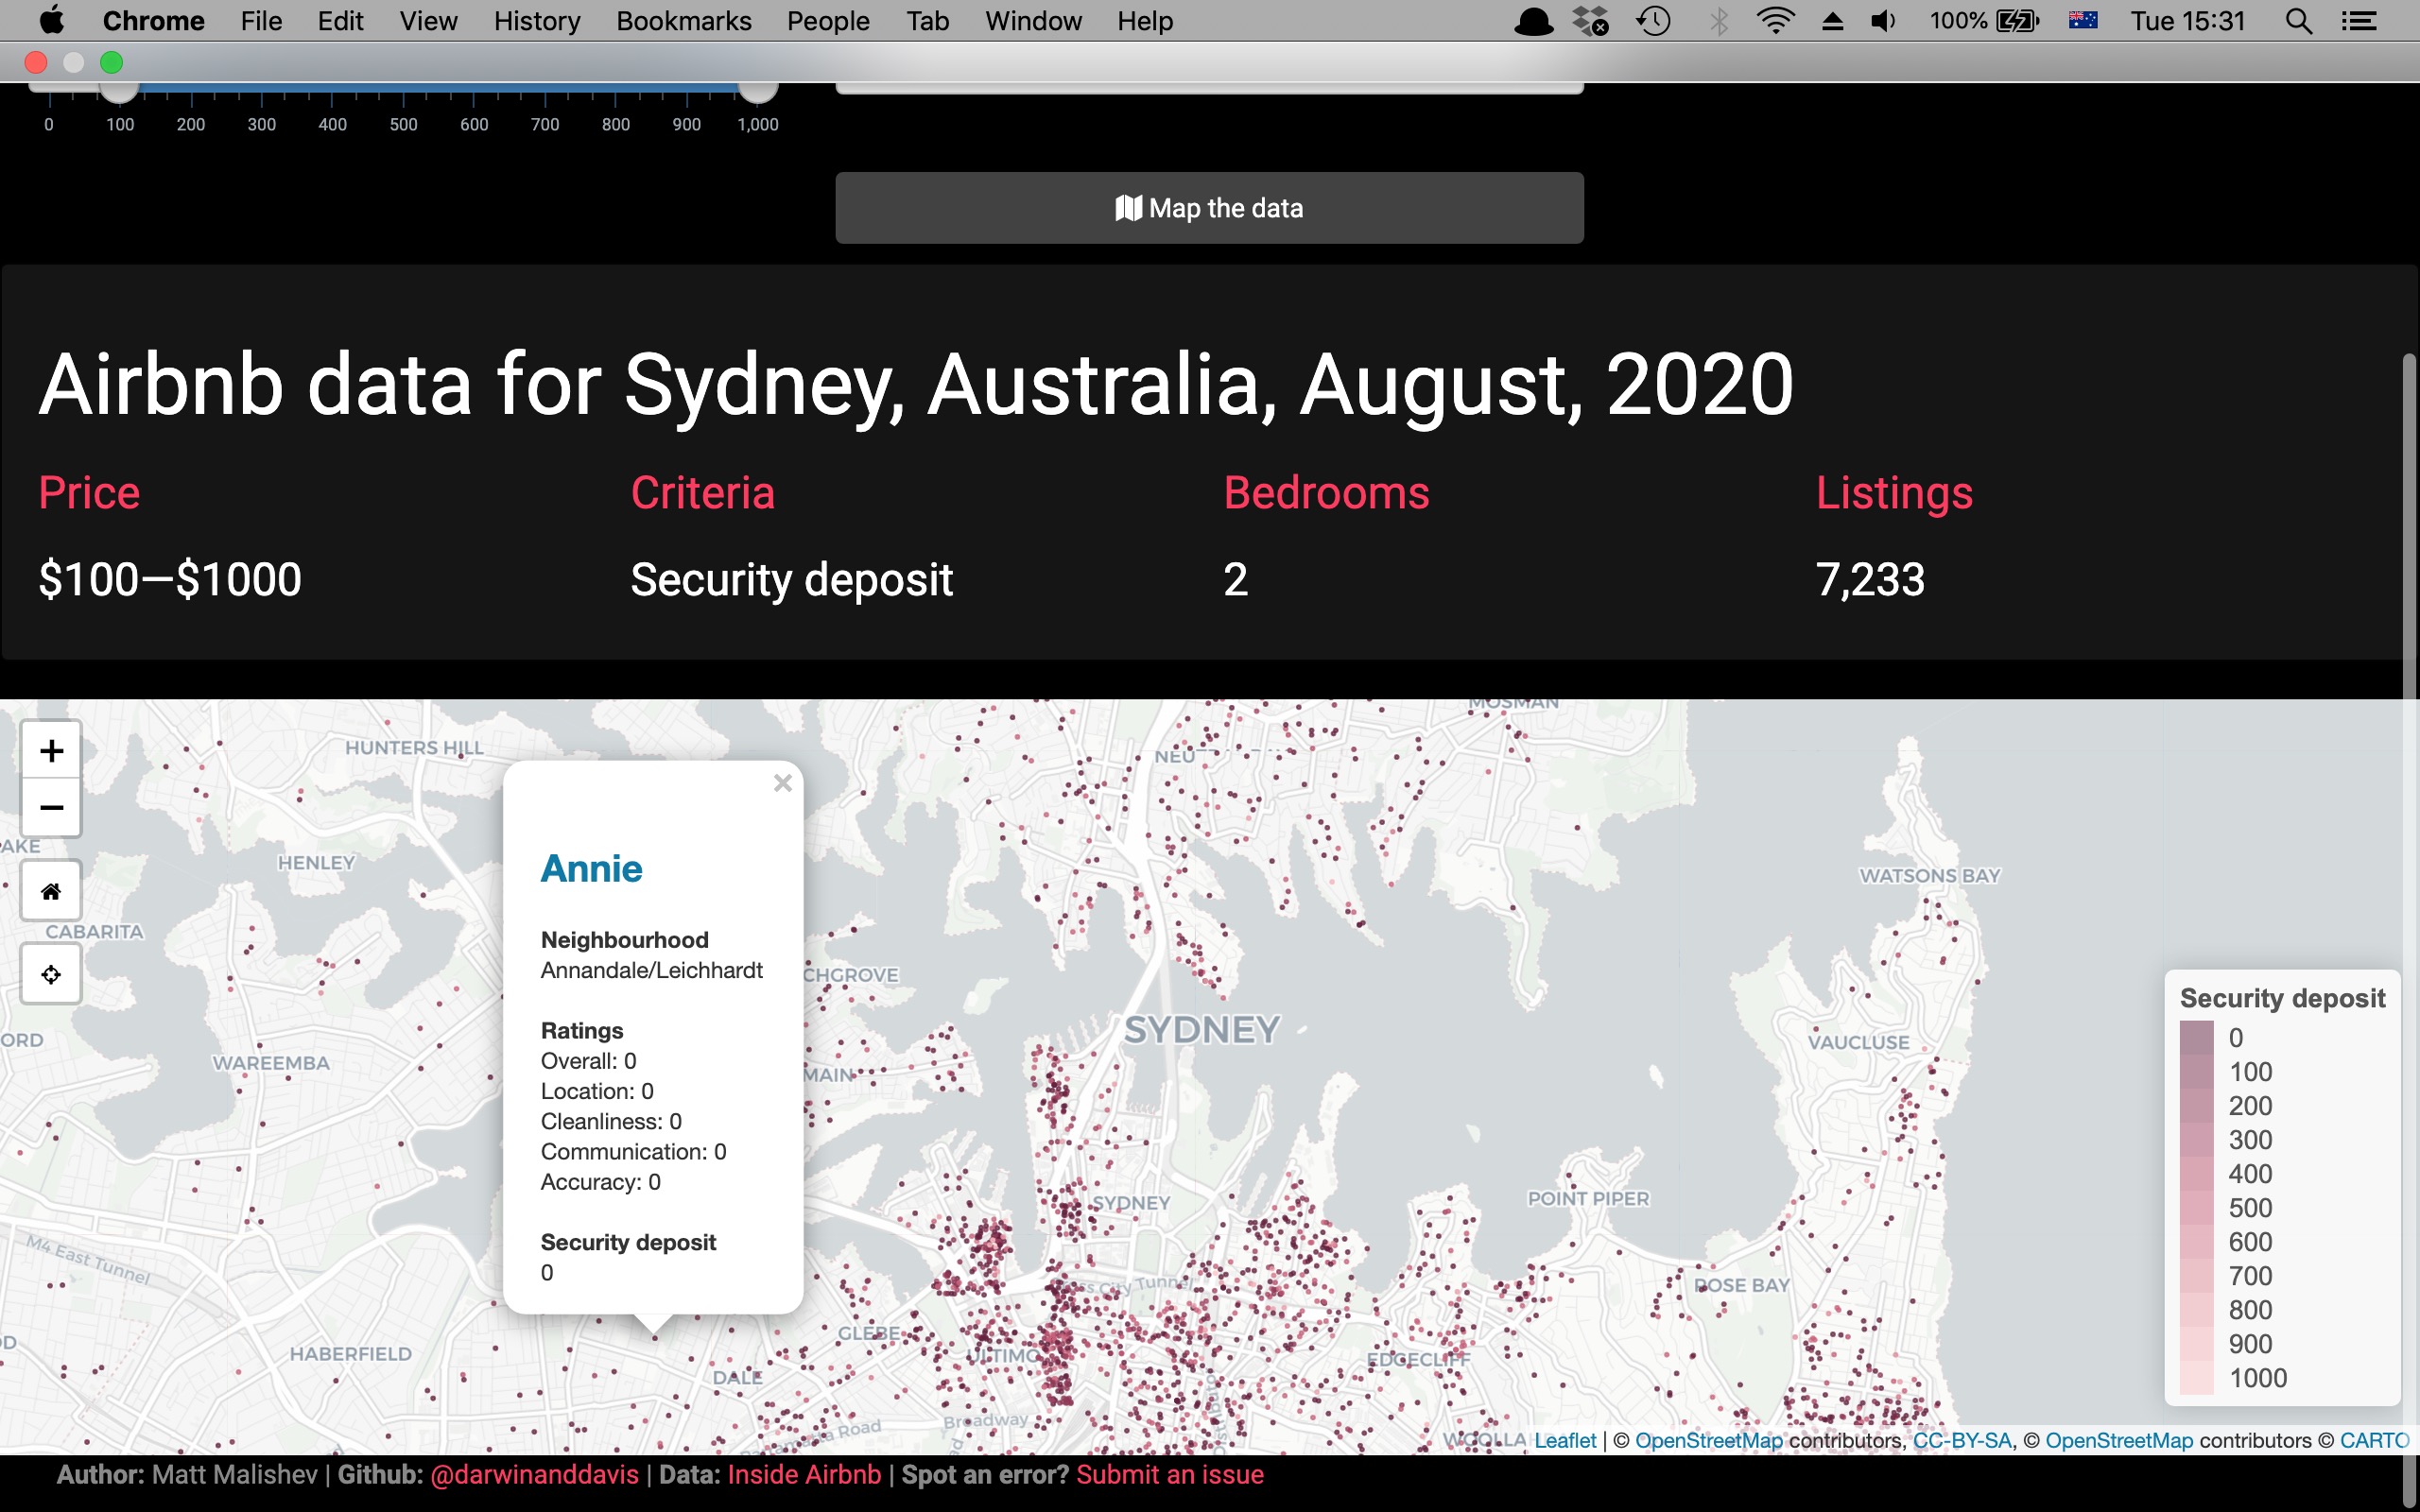 Chrome File Edit View History Bookmarks People Tab Window Help 100% Tue 15:31
0 100 200 300 400 500 600 700 800 900 1,000
Map the data
Airbnb data for Sydney, Australia, August, 2020
Price Criteria Bedrooms Listings
$100—$1000 Security deposit 2 7,233
+
−
MOSMAN
HUNTERS HILL
NEU
AKE
HENLEY
WATSONS BAY
CABARITA
CHGROVE
×
Annie
Neighbourhood
Annandale/Leichhardt
Ratings
Overall: 0
Location: 0
Cleanliness: 0
Communication: 0
Accuracy: 0
Security deposit
0
SYDNEY
ORD
WAREEMBA
MAIN
VAUCLUSE
SYDNEY
POINT PIPER
M4 East Tunnel
ROSE BAY
GLEBE
HABERFIELD
ULTIMO
EDGECLIFF
DALE
Broadway
Road
WOOLLA
Security deposit
0
100
200
300
400
500
600
700
800
900
1000
Leaflet | © OpenStreetMap contributors, CC-BY-SA, © OpenStreetMap contributors © CARTO
Author: Matt Malishev | Github: @darwinanddavis | Data: Inside Airbnb | Spot an error? Submit an issue